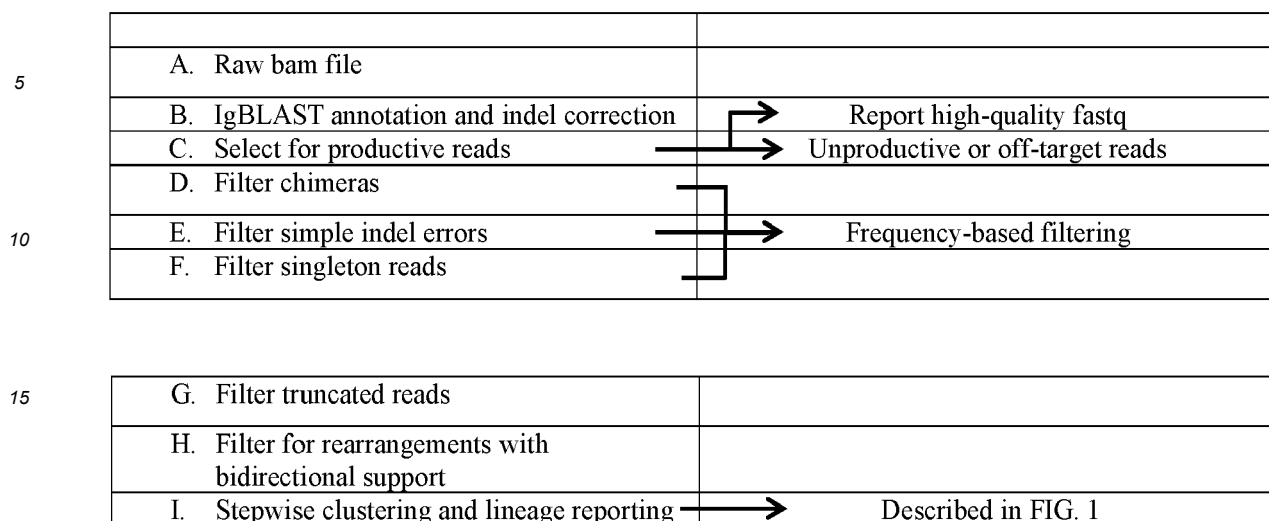 5
A. Raw bam file
B. IgBLAST annotation and indel correction Report high-quality fastq
C. Select for productive reads Unproductive or off-target reads
D. Filter chimeras
10
E. Filter simple indel errors Frequency-based filtering
F. Filter singleton reads
15
G. Filter truncated reads
H. Filter for rearrangements with
bidirectional support
I. Stepwise clustering and lineage reporting Described in FIG. 1